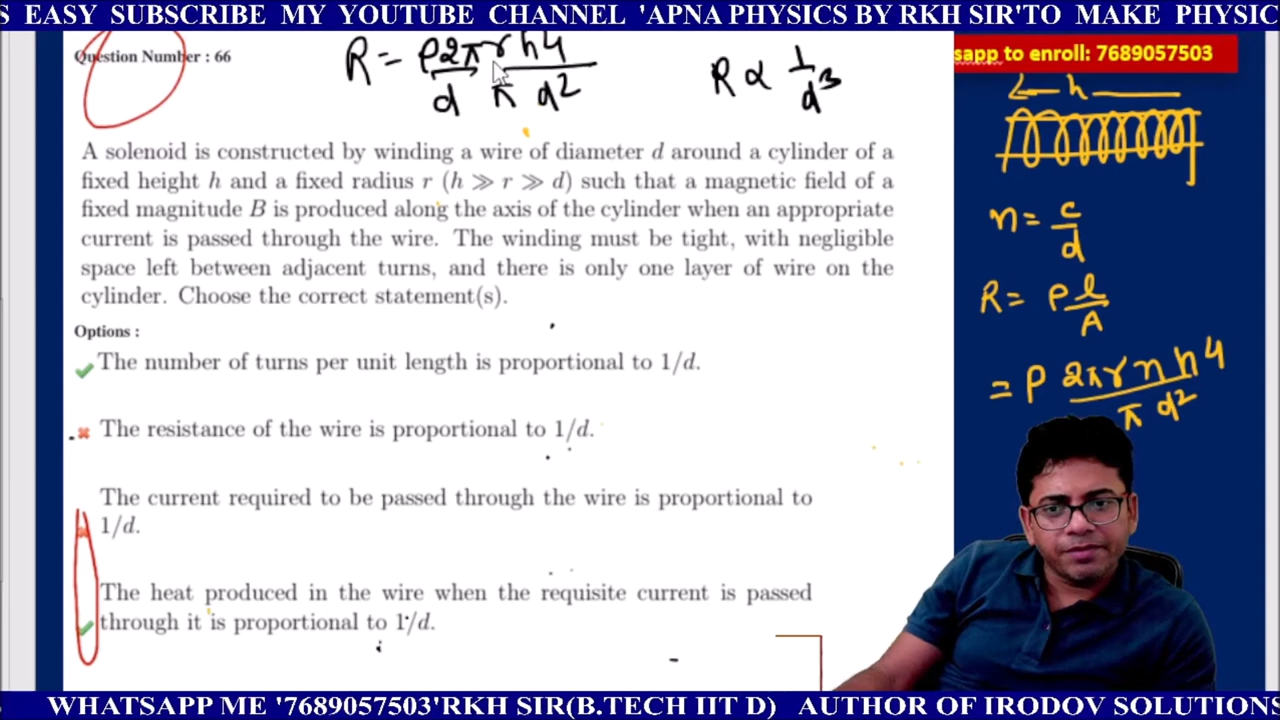 S EASY SUBSCRIBE MY YOUTUBE CHANNEL 'APNA PHYSICS BY RKH SIR'TO MAKE PHYSIC
Question Number : 66
R = ρ2πr h4
d π d²
R ∝ 1/d³
sapp to enroll: 7689057503
h
A solenoid is constructed by winding a wire of diameter d around a cylinder of a
fixed height h and a fixed radius r (h ≫ r ≫ d) such that a magnetic field of a
fixed magnitude B is produced along the axis of the cylinder when an appropriate
current is passed through the wire. The winding must be tight, with negligible
space left between adjacent turns, and there is only one layer of wire on the
cylinder. Choose the correct statement(s).
Options :
The number of turns per unit length is proportional to 1/d.
The resistance of the wire is proportional to 1/d.
The current required to be passed through the wire is proportional to
1/d.
The heat produced in the wire when the requisite current is passed
through it is proportional to 1/d.
n = c/d
R = ρ l/A
= ρ 2πr n h 4
π d²
WHATSAPP ME '7689057503'RKH SIR(B.TECH IIT D) AUTHOR OF IRODOV SOLUTIONS